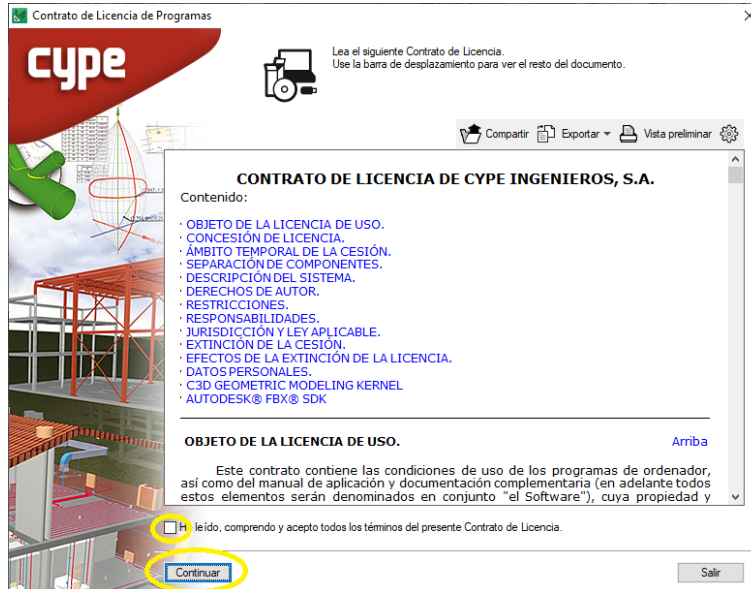 Contrato de Licencia de Programas
cype
Lea el siguiente Contrato de Licencia.
Use la barra de desplazamiento para ver el resto del documento.
Compartir Exportar Vista preliminar
CONTRATO DE LICENCIA DE CYPE INGENIEROS, S.A.
Contenido:
· OBJETO DE LA LICENCIA DE USO.
· CONCESIÓN DE LICENCIA.
· ÁMBITO TEMPORAL DE LA CESIÓN.
· SEPARACIÓN DE COMPONENTES.
· DESCRIPCIÓN DEL SISTEMA.
· DERECHOS DE AUTOR.
· RESTRICCIONES.
· RESPONSABILIDADES.
· JURISDICCIÓN Y LEY APLICABLE.
· EXTINCIÓN DE LA CESIÓN.
· EFECTOS DE LA EXTINCIÓN DE LA LICENCIA.
· DATOS PERSONALES.
· C3D GEOMETRIC MODELING KERNEL
· AUTODESK® FBX® SDK
OBJETO DE LA LICENCIA DE USO. Arriba
Este contrato contiene las condiciones de uso de los programas de ordenador,
así como del manual de aplicación y documentación complementaria (en adelante todos
estos elementos serán denominados en conjunto "el Software"), cuya propiedad y
He leído, comprendo y acepto todos los términos del presente Contrato de Licencia.
Continuar Salir